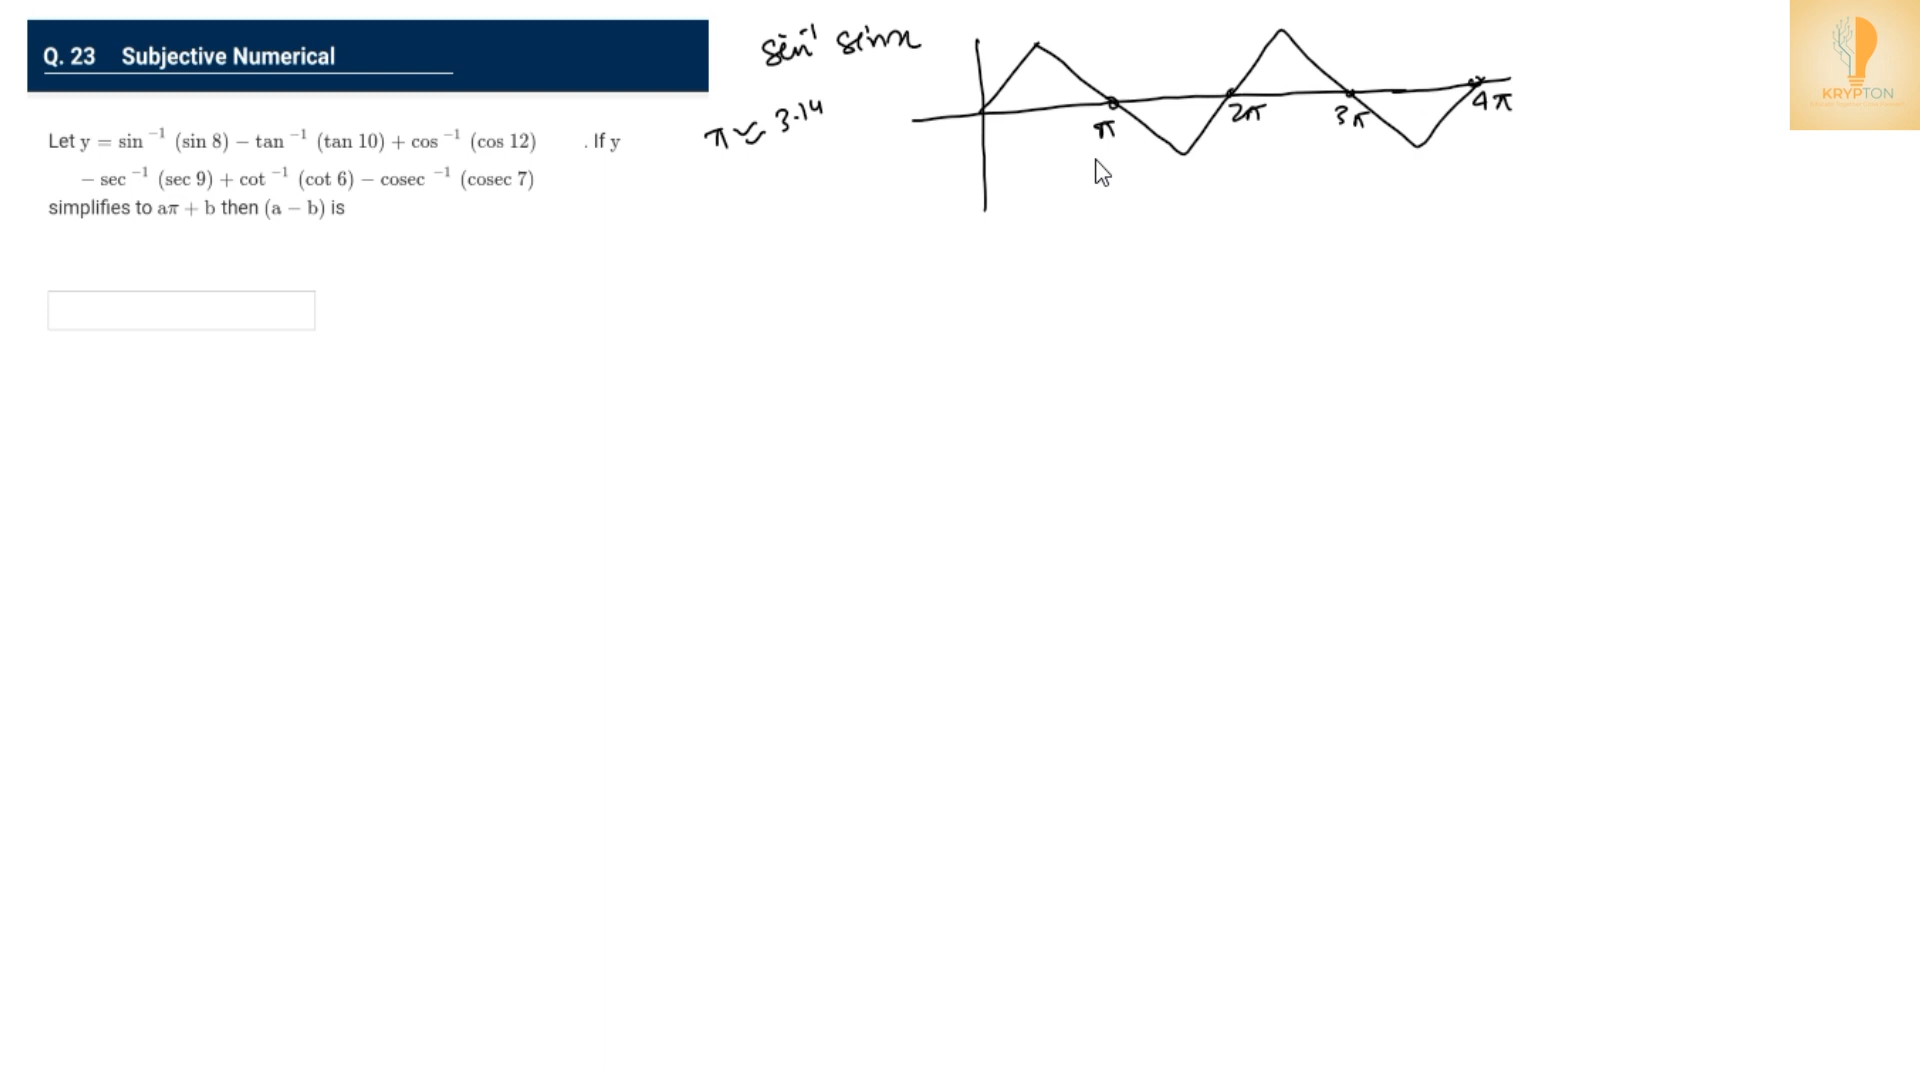 Q. 23 Subjective Numerical
Let y = sin⁻¹ (sin 8) − tan⁻¹ (tan 10) + cos⁻¹ (cos 12) . If y
− sec⁻¹ (sec 9) + cot⁻¹ (cot 6) − cosec⁻¹ (cosec 7)
simplifies to aπ + b then (a − b) is
sin⁻¹ sinx
π ≈ 3.14
π
2π
3π
4π
KRYPTON